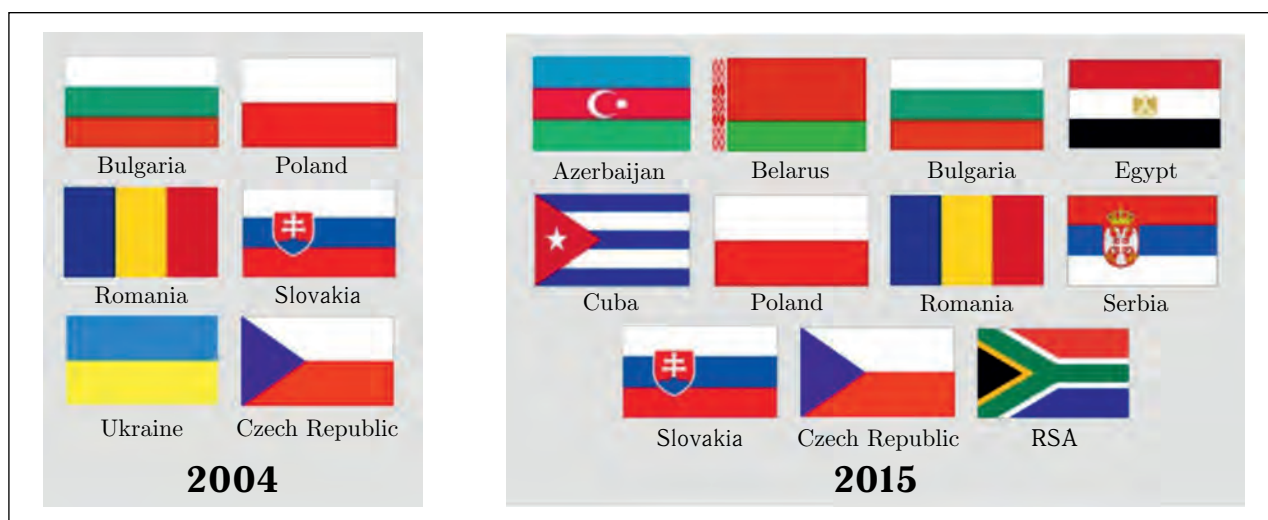 Bulgaria Poland
Romania Slovakia
Ukraine Czech Republic
2004
Azerbaijan Belarus Bulgaria Egypt
Cuba Poland Romania Serbia
Slovakia Czech Republic RSA
2015